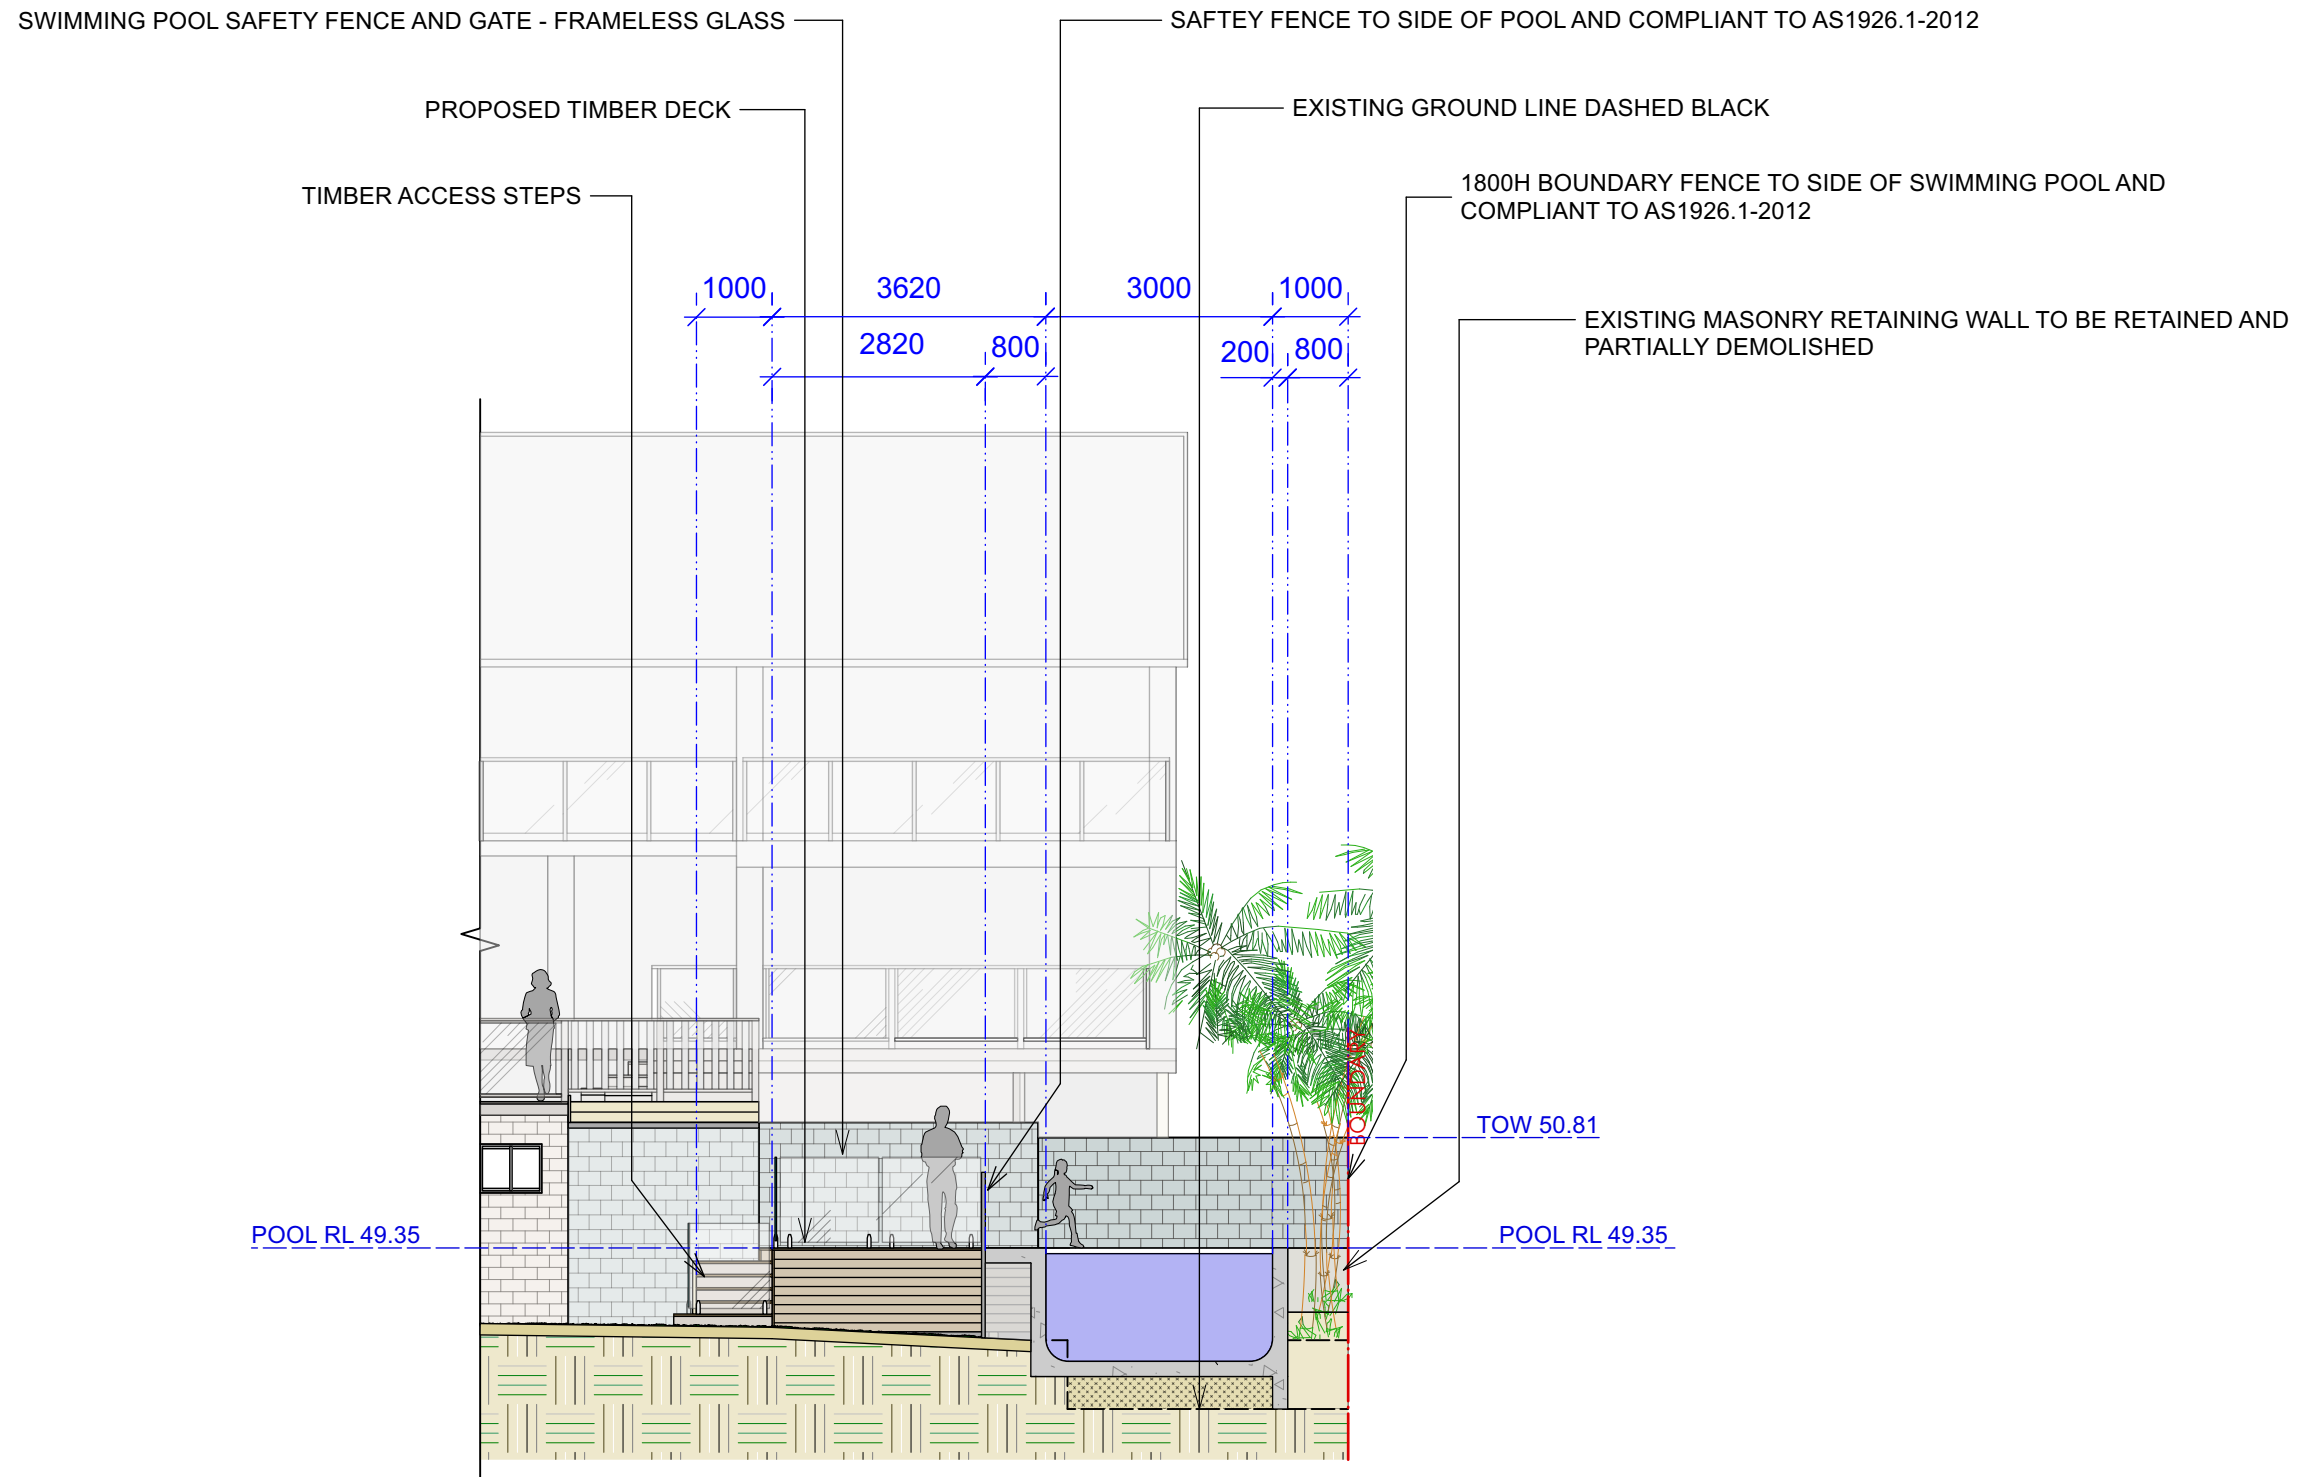 SWIMMING POOL SAFETY FENCE AND GATE - FRAMELESS GLASS
SAFTEY FENCE TO SIDE OF POOL AND COMPLIANT TO AS1926.1-2012
PROPOSED TIMBER DECK
EXISTING GROUND LINE DASHED BLACK
TIMBER ACCESS STEPS
1800H BOUNDARY FENCE TO SIDE OF SWIMMING POOL AND
COMPLIANT TO AS1926.1-2012
1000
3620
3000
1000
EXISTING MASONRY RETAINING WALL TO BE RETAINED AND
PARTIALLY DEMOLISHED
2820
800
200
800
BOUNDARY
TOW 50.81
POOL RL 49.35
POOL RL 49.35